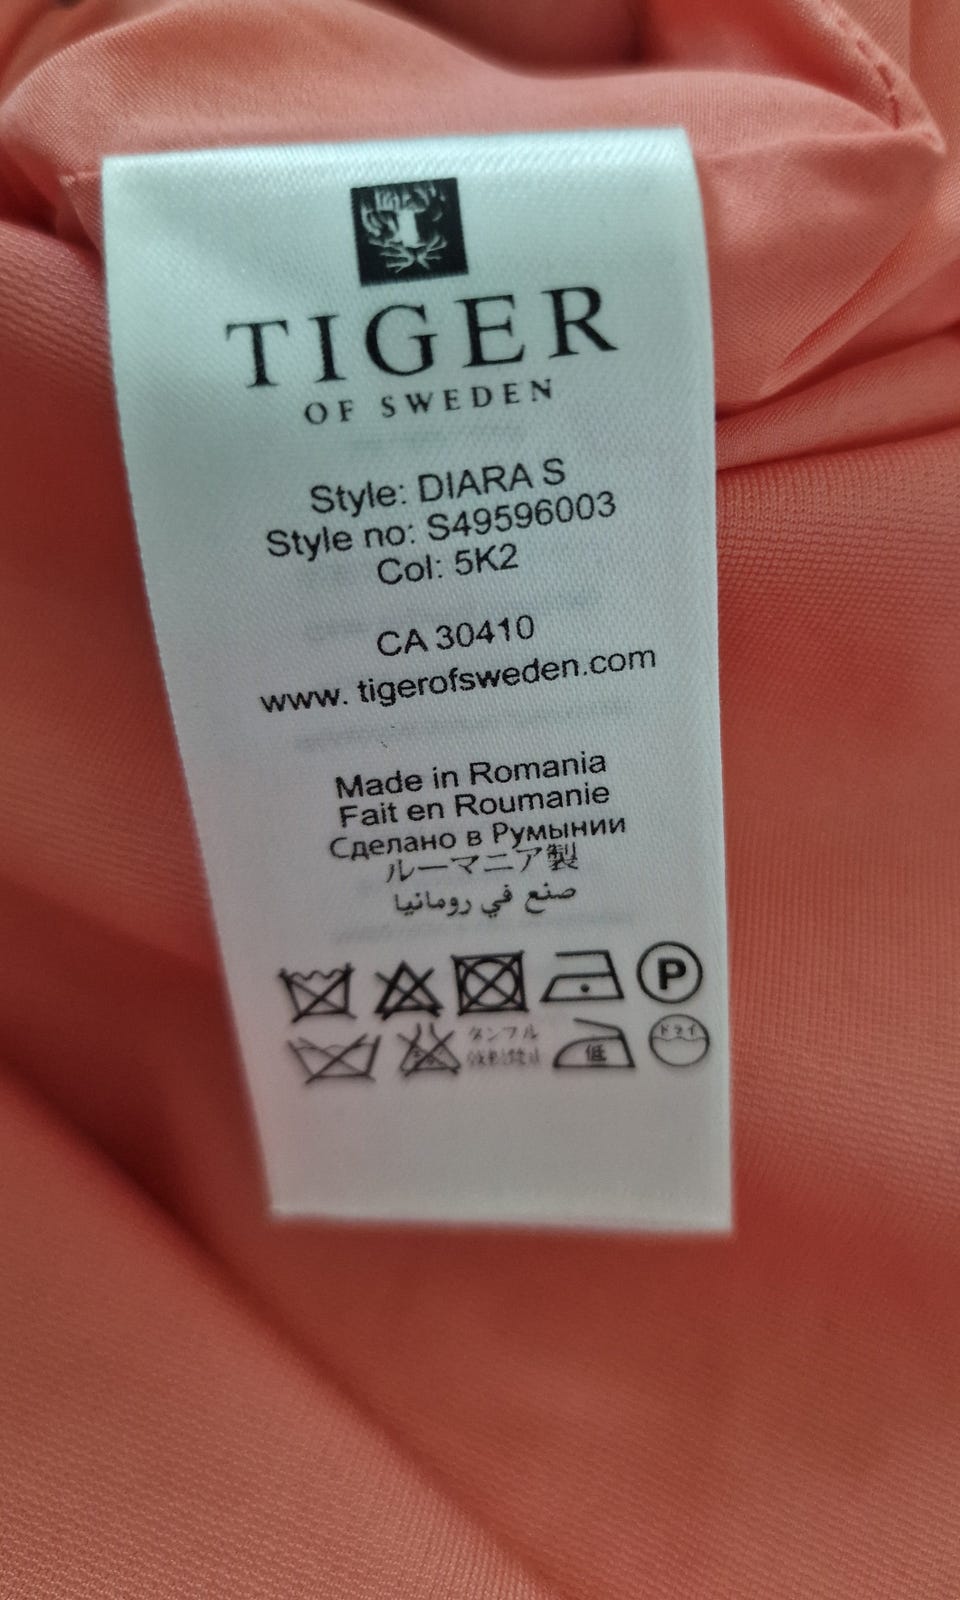 TIGER
OF SWEDEN
Style: DIARA S
Style no: S49596003
Col: 5K2
CA 30410
www. tigerofsweden.com
Made in Romania
Fait en Roumanie
Сделано в Румынии
ルーマニア製
صنع في رومانيا
P
タンブル
低
ドライ